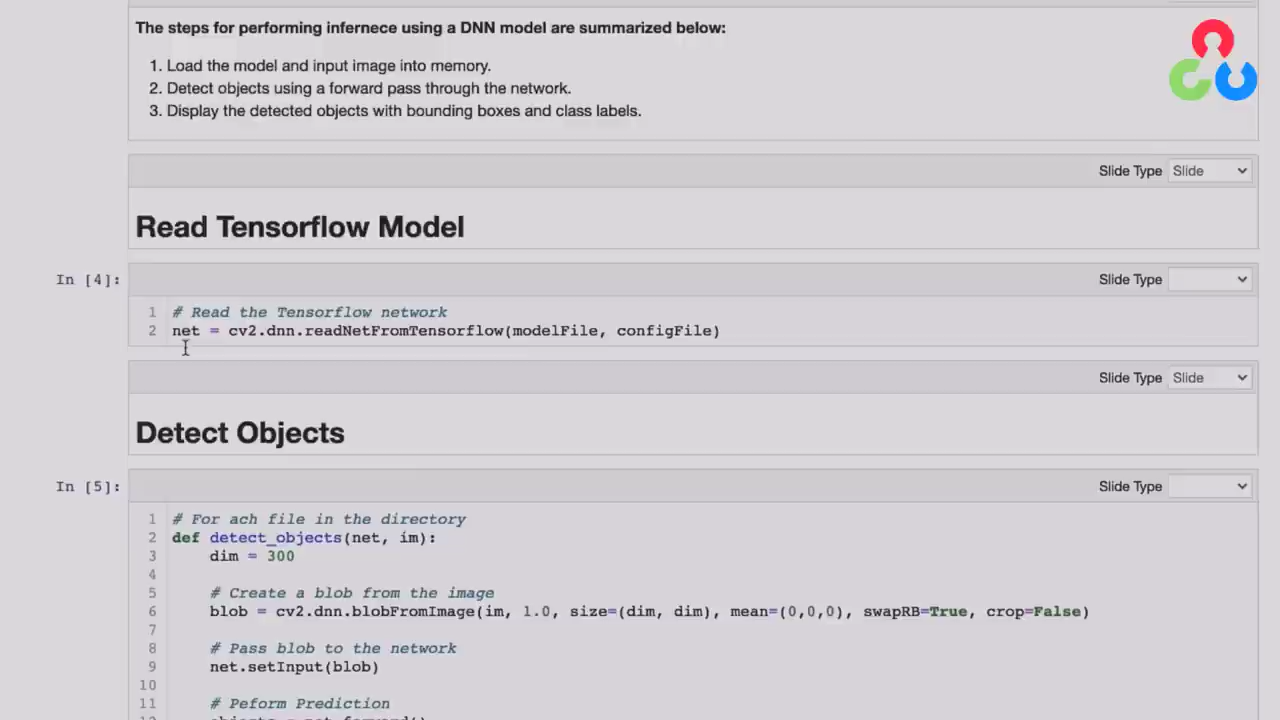 The steps for performing infernece using a DNN model are summarized below:
1. Load the model and input image into memory.
2. Detect objects using a forward pass through the network.
3. Display the detected objects with bounding boxes and class labels.
Slide Type Slide
Read Tensorflow Model
In [4]:
Slide Type
1 # Read the Tensorflow network
2 net = cv2.dnn.readNetFromTensorflow(modelFile, configFile)
Slide Type Slide
Detect Objects
In [5]:
Slide Type
1 # For ach file in the directory
2 def detect_objects(net, im):
3 dim = 300
4
5 # Create a blob from the image
6 blob = cv2.dnn.blobFromImage(im, 1.0, size=(dim, dim), mean=(0,0,0), swapRB=True, crop=False)
7
8 # Pass blob to the network
9 net.setInput(blob)
10
11 # Peform Prediction